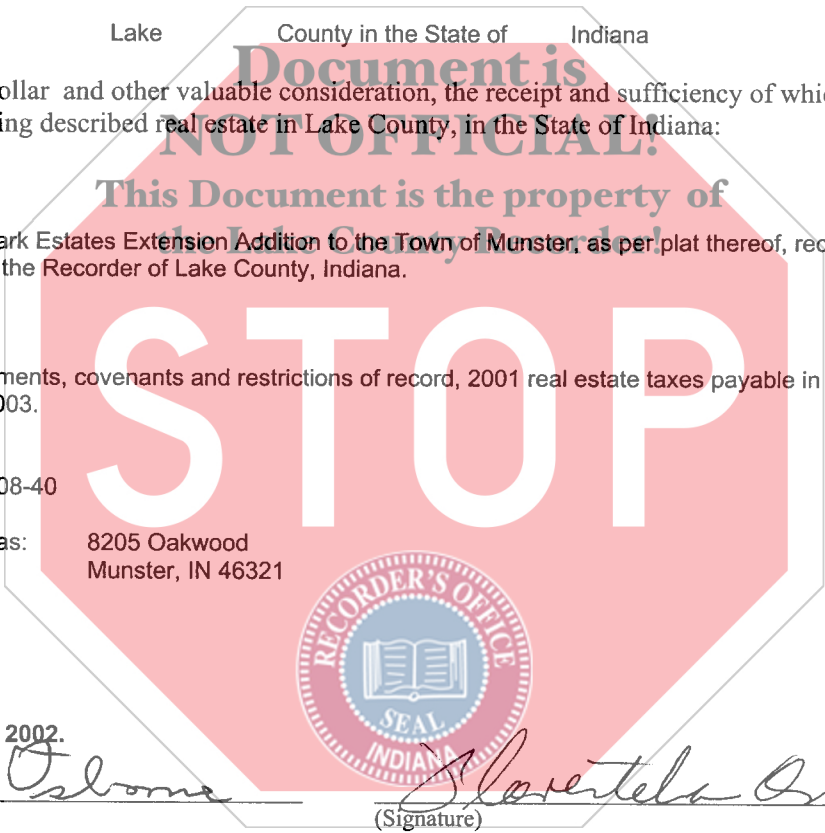 Lake County in the State of Indiana
Document is
ollar and other valuable consideration, the receipt and sufficiency of whic
ing described real estate in Lake County, in the State of Indiana:
NOT OFFICIAL!
This Document is the property of
the Lake County Recorder!
ark Estates Extension Addition to the Town of Munster, as per plat thereof, rec
the Recorder of Lake County, Indiana.
STOP
nents, covenants and restrictions of record, 2001 real estate taxes payable in
003.
08-40
as: 8205 Oakwood
Munster, IN 46321
RECORDER'S OFFICE
SEAL
INDIANA
2002.
Osborne
(Signature)